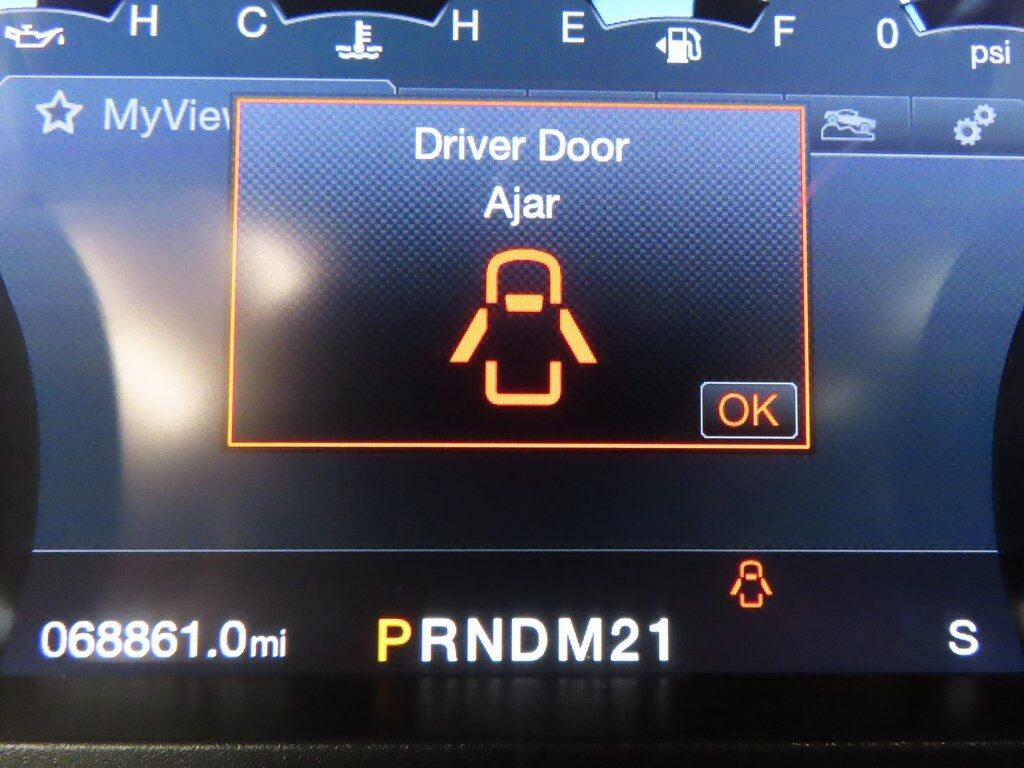 H C H E F 0
psi
MyView
Driver Door
Ajar
OK
068861.0mi PRNDM21 S